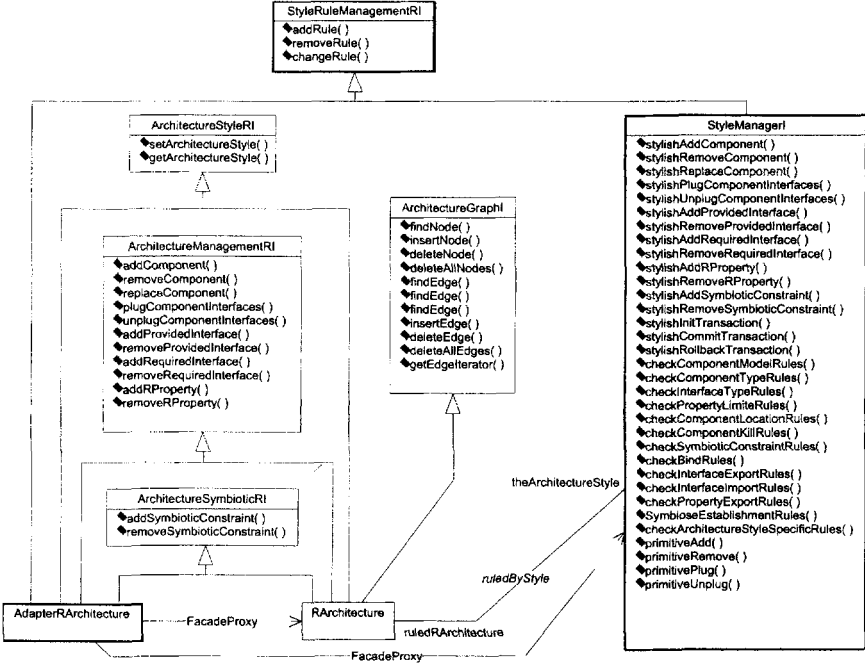 StyleRuleManagementRI
addRule( )
removeRule( )
changeRule( )
ArchitectureStyleRI
setArchitectureStyle( )
getArchitectureStyle( )
ArchitectureManagementRI
addComponent( )
removeComponent( )
replaceComponent( )
plugComponentInterfaces( )
unplugComponentInterfaces( )
addProvidedInterface( )
removeProvidedInterface( )
addRequiredInterface( )
removeRequiredInterface( )
addRProperty( )
removeRProperty( )
ArchitectureSymbioticRI
addSymbioticConstraint( )
removeSymbioticConstraint( )
ArchitectureGraphI
findNode( )
insertNode( )
deleteNode( )
deleteAllNodes( )
findEdge( )
findEdge( )
findEdge( )
insertEdge( )
deleteEdge( )
deleteAllEdges( )
getEdgeIterator( )
StyleManagerI
stylishAddComponent( )
stylishRemoveComponent( )
stylishReplaceComponent( )
stylishPlugComponentInterfaces( )
stylishUnplugComponentInterfaces( )
stylishAddProvidedInterface( )
stylishRemoveProvidedInterface( )
stylishAddRequiredInterface( )
stylishRemoveRequiredInterface( )
stylishAddRProperty( )
stylishRemoveRProperty( )
stylishAddSymbioticConstraint( )
stylishRemoveSymbioticConstraint( )
stylishInitTransaction( )
stylishCommitTransaction( )
stylishRollbackTransaction( )
checkComponentModelRules( )
checkComponentTypeRules( )
checkInterfaceTypeRules( )
checkPropertyLimiteRules( )
checkComponentLocationRules( )
checkComponentKillRules( )
checkSymbioticConstraintRules( )
checkBindRules( )
checkInterfaceExportRules( )
checkInterfaceImportRules( )
checkPropertyExportRules( )
SymbioseEstablishmentRules( )
checkArchitectureStyleSpecificRules( )
primitiveAdd( )
primitiveRemove( )
primitivePlug( )
primitiveUnplug( )
theArchitectureStyle
ruledByStyle
ruledRArchitecture
AdapterRArchitecture
FacadeProxy
RArchitecture
FacadeProxy